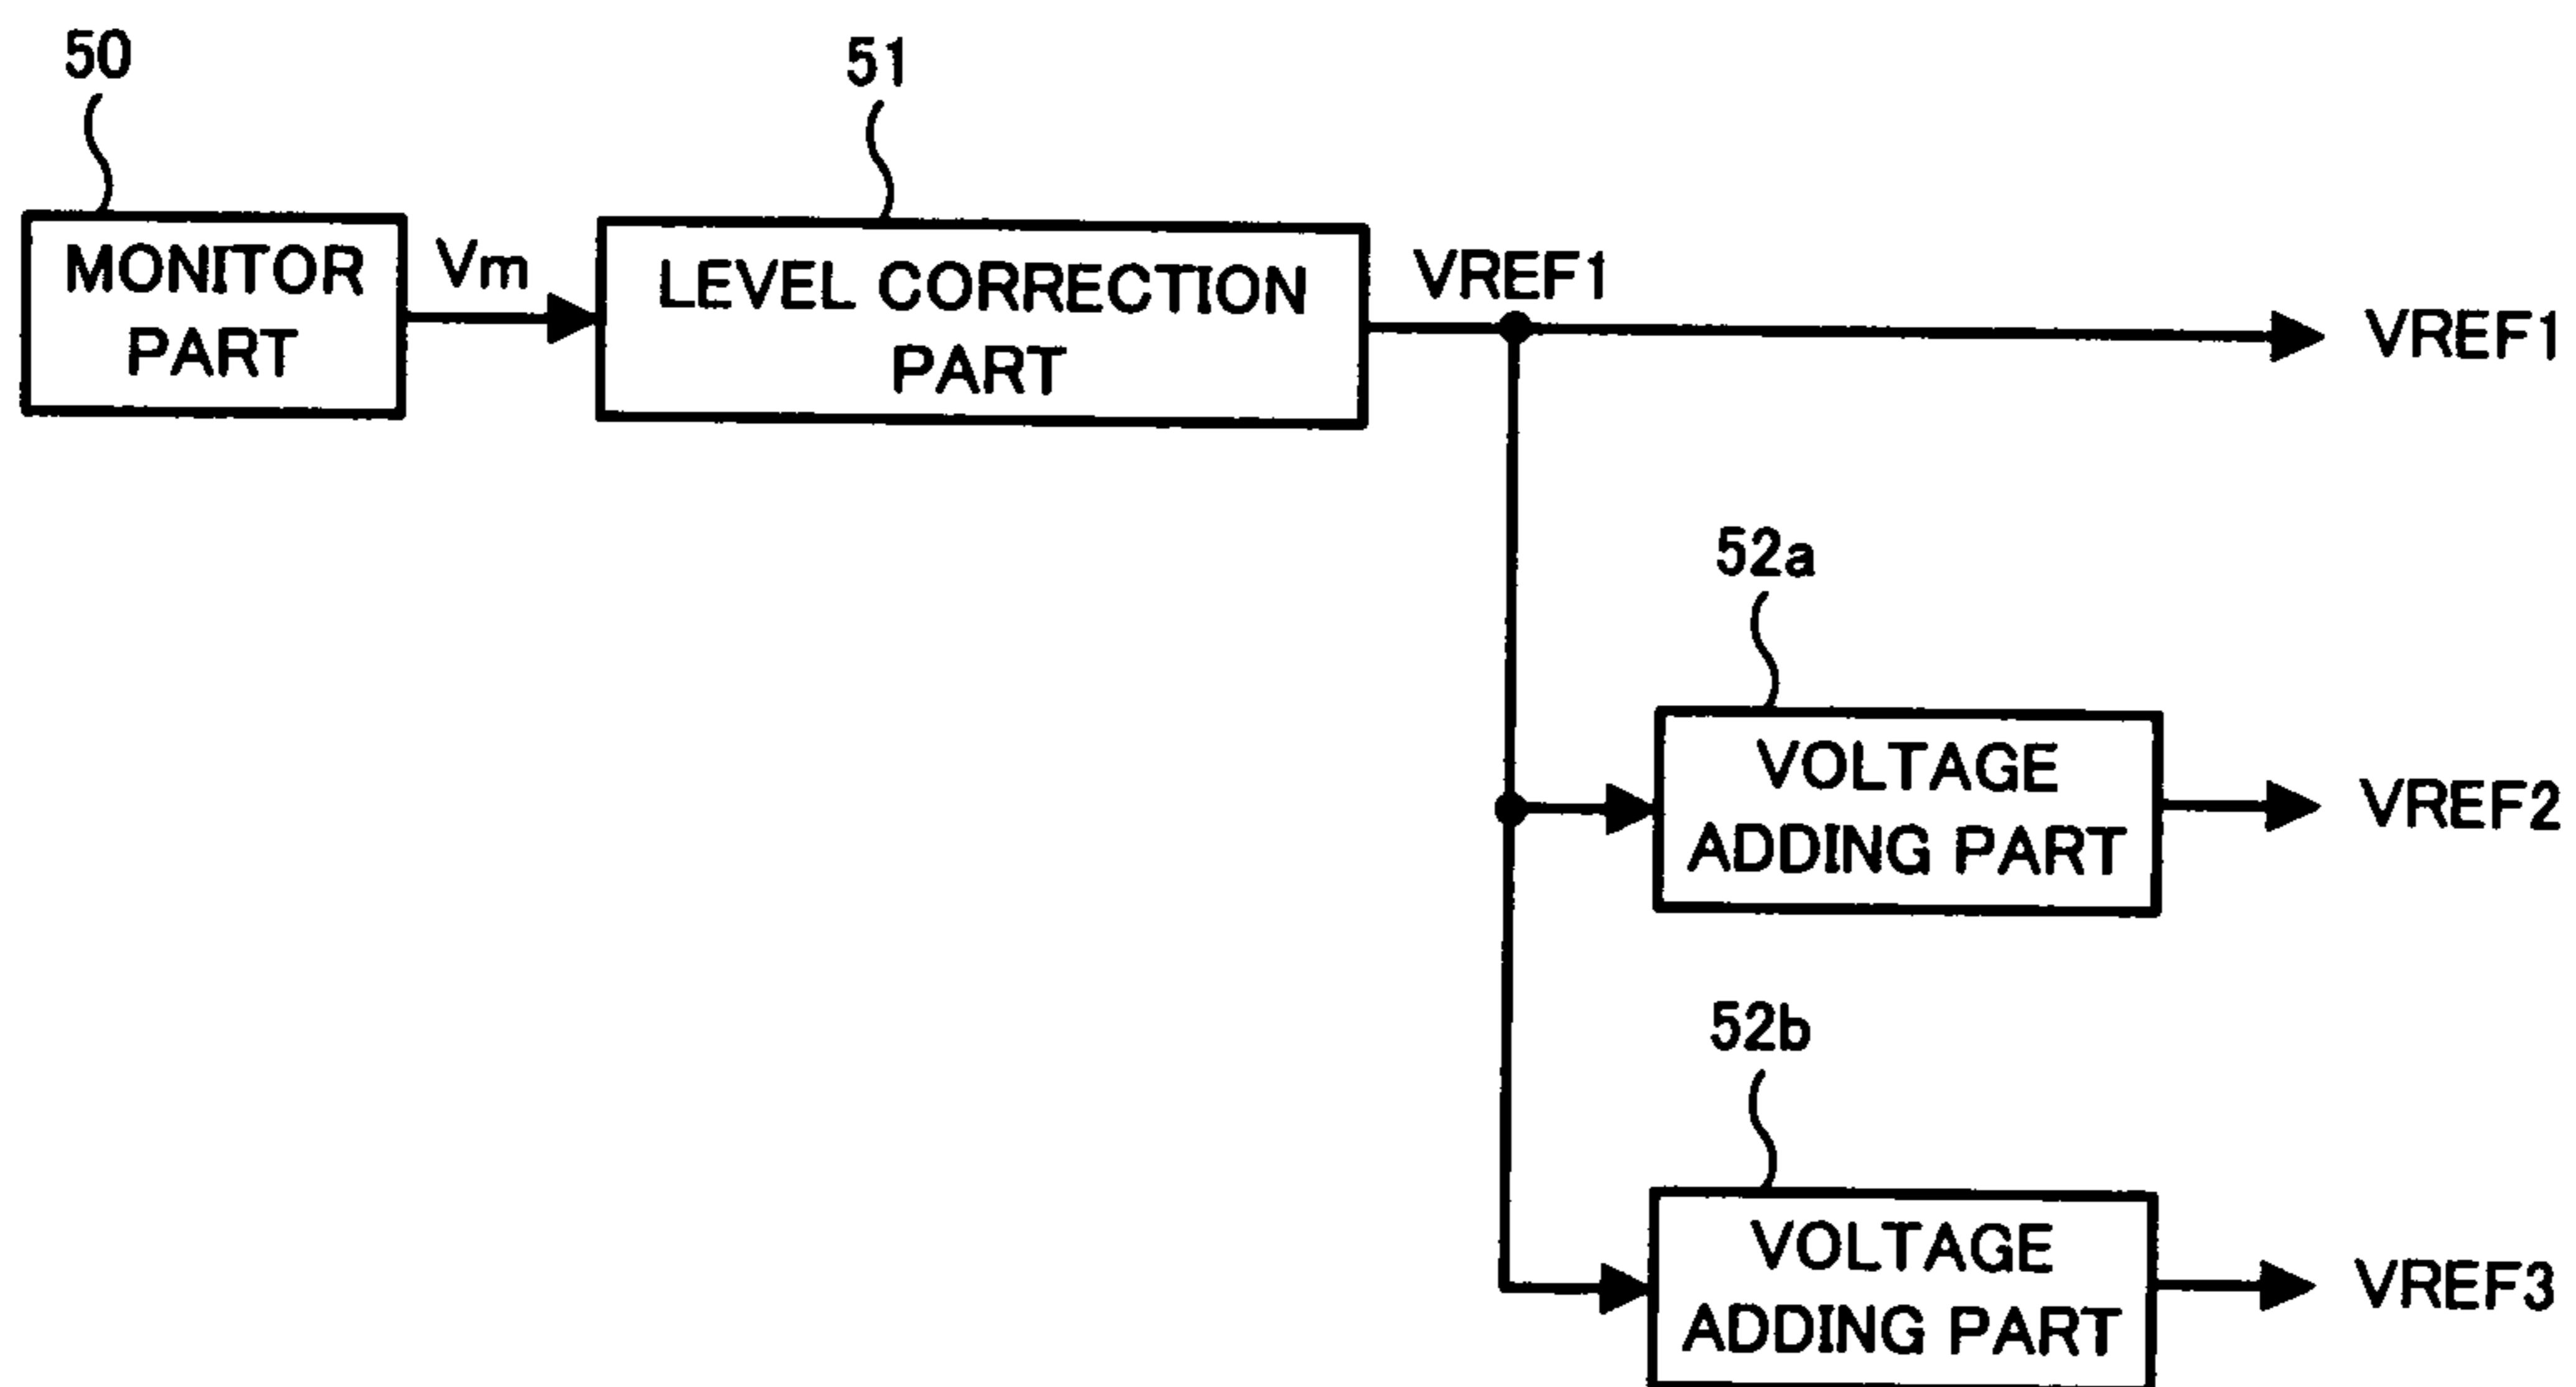 50
51
MONITOR
PART
Vm
LEVEL CORRECTION
PART
VREF1
VREF1
52a
VOLTAGE
ADDING PART
VREF2
52b
VOLTAGE
ADDING PART
VREF3